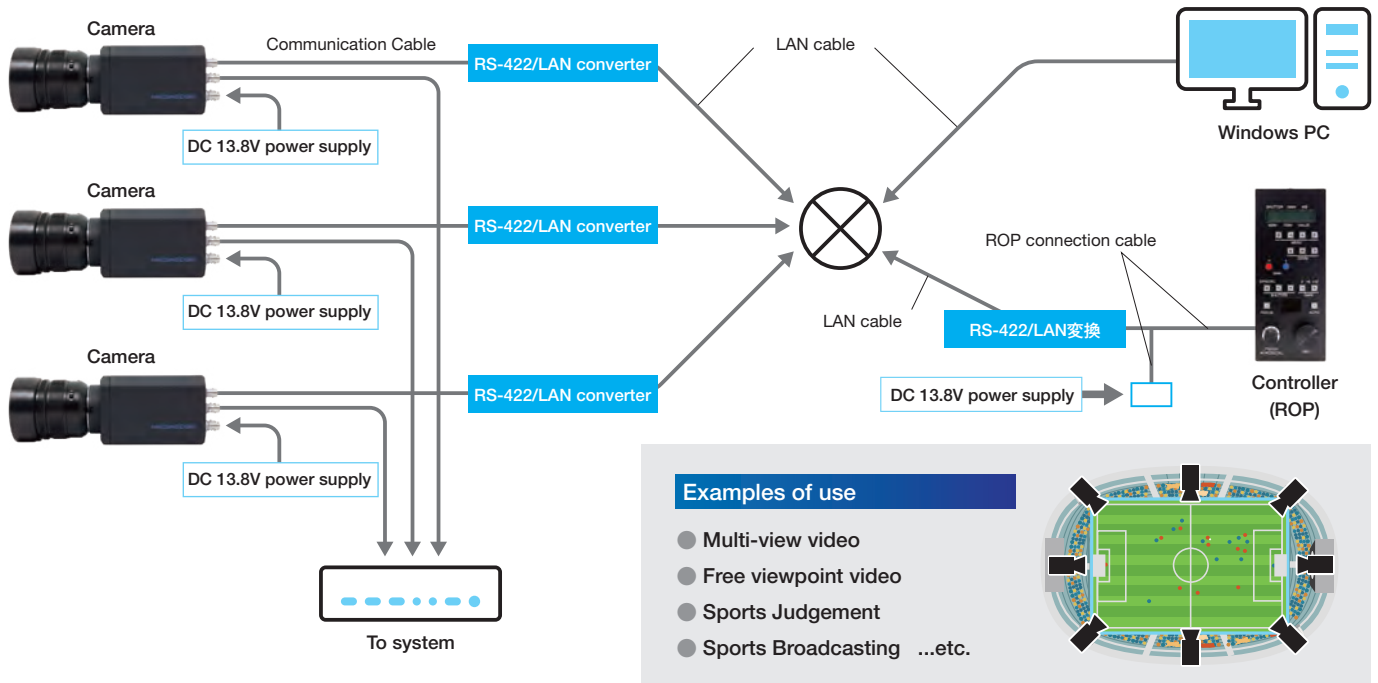 Camera
Communication Cable
RS-422/LAN converter
LAN cable
DC 13.8V power supply
Windows PC
Camera
RS-422/LAN converter
DC 13.8V power supply
ROP connection cable
LAN cable
RS-422/LAN変換
Camera
RS-422/LAN converter
DC 13.8V power supply
Controller
(ROP)
DC 13.8V power supply
To system
Examples of use
Multi-view video
Free viewpoint video
Sports Judgement
Sports Broadcasting ...etc.